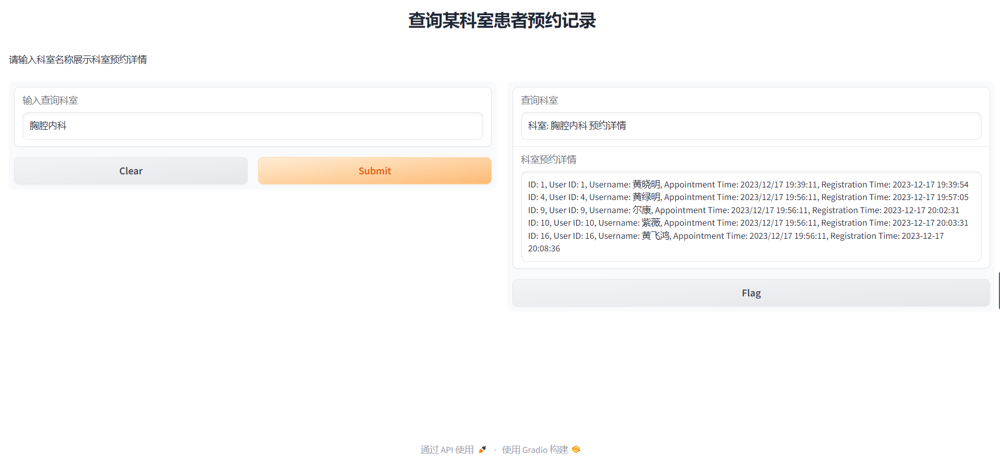 查询某科室患者预约记录
请输入科室名称展示科室预约详情
输入查询科室
胸腔内科
Clear
Submit
查询科室
科室: 胸腔内科 预约详情
科室预约详情
ID: 1, User ID: 1, Username: 黄晓明, Appointment Time: 2023/12/17 19:39:11, Registration Time: 2023-12-17 19:39:54
ID: 4, User ID: 4, Username: 黄绿明, Appointment Time: 2023/12/17 19:56:11, Registration Time: 2023-12-17 19:57:05
ID: 9, User ID: 9, Username: 尔康, Appointment Time: 2023/12/17 19:56:11, Registration Time: 2023-12-17 20:02:31
ID: 10, User ID: 10, Username: 紫薇, Appointment Time: 2023/12/17 19:56:11, Registration Time: 2023-12-17 20:03:31
ID: 16, User ID: 16, Username: 黄飞鸿, Appointment Time: 2023/12/17 19:56:11, Registration Time: 2023-12-17
20:08:36
Flag
通过 API 使用 · 使用 Gradio 构建